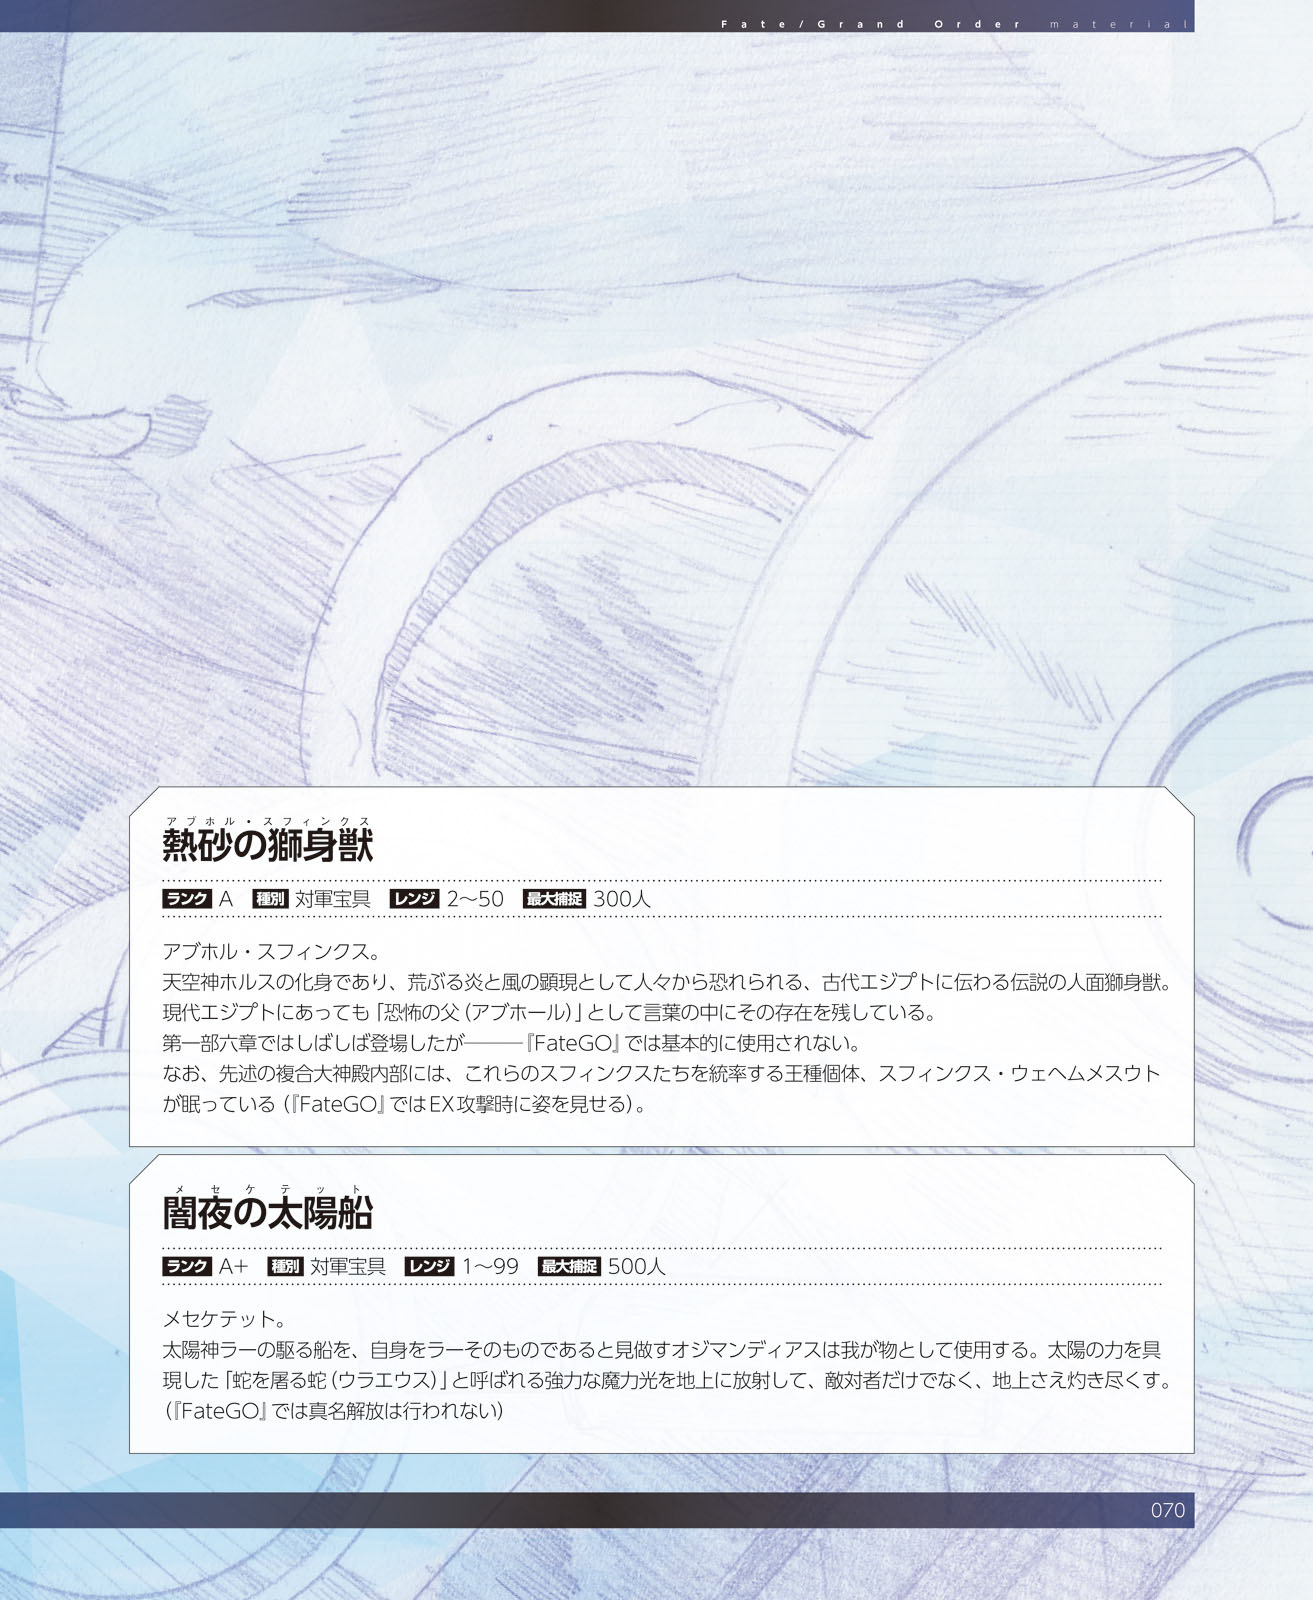 Fate/Grand Order material
アブホル・スフィンクス
熱砂の獅身獣
ランク A 種別 対軍宝具 レンジ 2～50 最大捕捉 300人
アブホル・スフィンクス。
天空神ホルスの化身であり、荒ぶる炎と風の顕現として人々から恐れられる、古代エジプトに伝わる伝説の人面獅身獣。
現代エジプトにあっても「恐怖の父（アブホール）」として言葉の中にその存在を残している。
第一部六章ではしばしば登場したが―――『FateGO』では基本的に使用されない。
なお、先述の複合大神殿内部には、これらのスフィンクスたちを統率する王種個体、スフィンクス・ウェヘムメスウト
が眠っている（『FateGO』ではEX攻撃時に姿を見せる）。
メセケテット
闇夜の太陽船
ランク A+ 種別 対軍宝具 レンジ 1～99 最大捕捉 500人
メセケテット。
太陽神ラーの駆る船を、自身をラーそのものであると見做すオジマンディアスは我が物として使用する。太陽の力を具
現した「蛇を屠る蛇（ウラエウス）」と呼ばれる強力な魔力光を地上に放射して、敵対者だけでなく、地上さえ灼き尽くす。
（『FateGO』では真名解放は行われない）
070